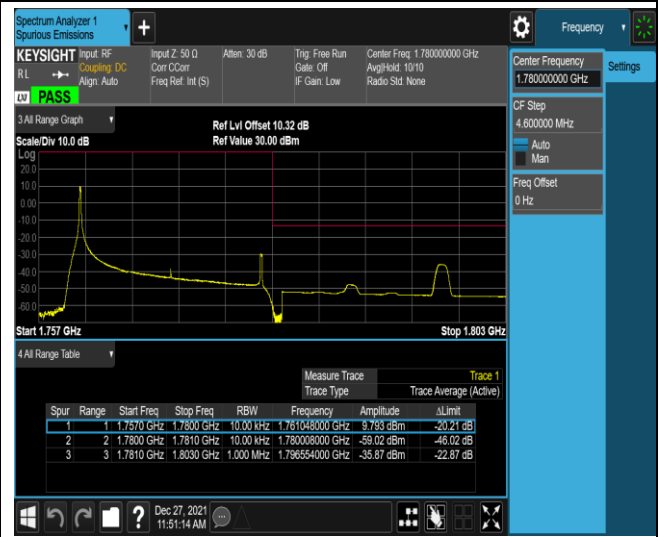 Spectrum Analyzer 1
Spurious Emissions
Frequency
KEYSIGHT Input: RF Input Z: 50 Ω Atten: 30 dB Trig: Free Run Center Freq: 1.780000000 GHz
RL Coupling: DC Corr CCorr Gate: Off Avg|Hold: 10/10
Align: Auto Freq Ref: Int (S) IF Gain: Low Radio Std: None
LXI PASS
Center Frequency
1.780000000 GHz
Settings
CF Step
4.600000 MHz
Auto
Man
Freq Offset
0 Hz
3 All Range Graph
Ref Lvl Offset 10.32 dB
Scale/Div 10.0 dB Ref Value 30.00 dBm
Log
20.0
10.0
0.00
-10.0
-20.0
-30.0
-40.0
-50.0
-60.0
Start 1.757 GHz Stop 1.803 GHz
4 All Range Table
Measure Trace Trace 1
Trace Type Trace Average (Active)
Spur Range Start Freq Stop Freq RBW Frequency Amplitude ΔLimit
1 1 1.7570 GHz 1.7800 GHz 10.00 kHz 1.761048000 GHz 9.793 dBm -20.21 dB
2 2 1.7800 GHz 1.7810 GHz 10.00 kHz 1.780008000 GHz -59.02 dBm -46.02 dB
3 3 1.7810 GHz 1.8030 GHz 1.000 MHz 1.796554000 GHz -35.87 dBm -22.87 dB
Dec 27, 2021
11:51:14 AM